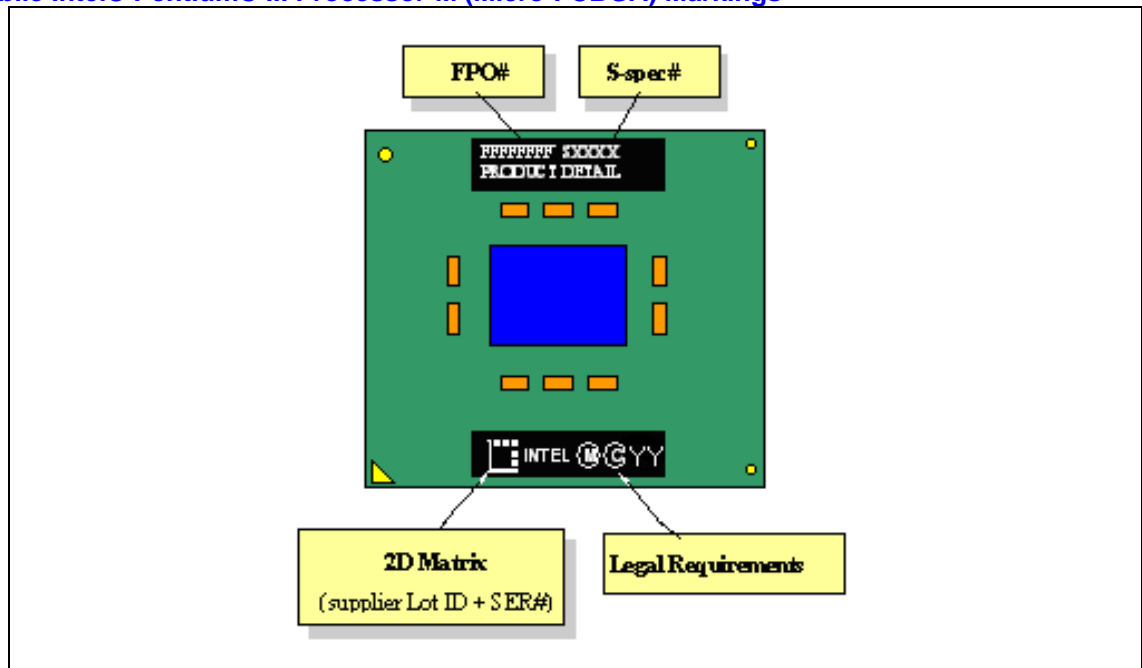 FPO# S-spec#
FFFFFFFF SXXXX
PRODUCT DETAIL
INTEL M C YY
2D Matrix
(supplier Lot ID + SER#)
Legal Requirements